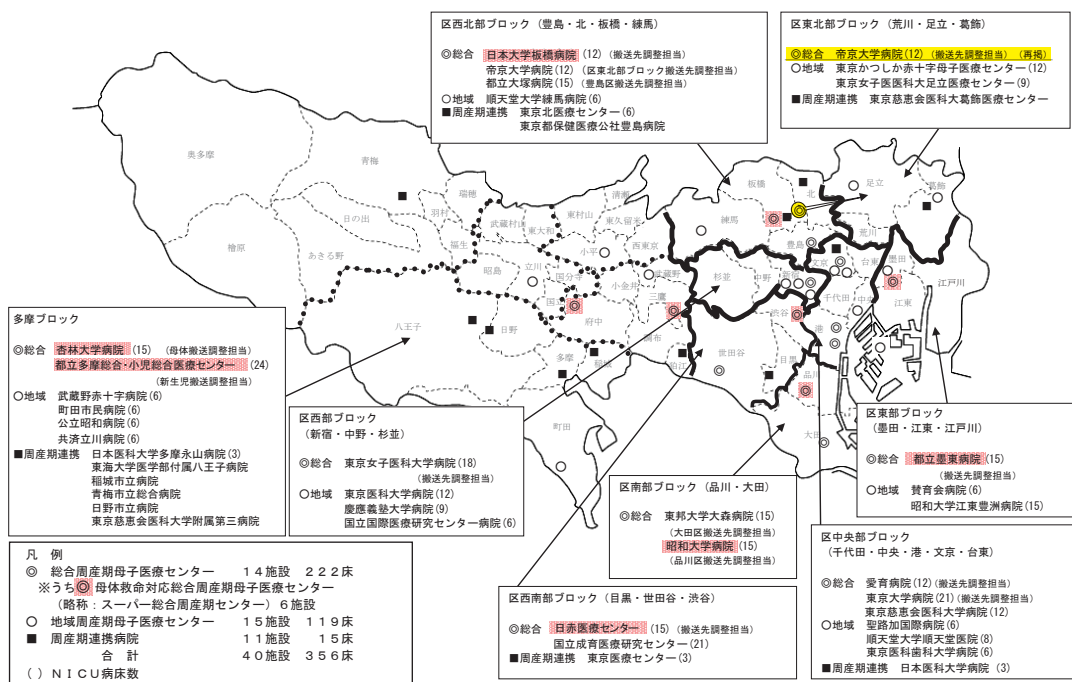 区西北部ブロック(豊島・北・板橋・練馬)
◎総合 日本大学板橋病院(12)(搬送先調整担当)
帝京大学病院(12)(区東北部ブロック搬送先調整担当)
都立大塚病院(15)(豊島区搬送先調整担当)
○地域 順天堂大学練馬病院(6)
■周産期連携 東京北医療センター(6)
東京都保健医療公社豊島病院
区東北部ブロック(荒川・足立・葛飾)
◎総合 帝京大学病院(12)(搬送先調整担当)(再掲)
○地域 東京かつしか赤十字母子医療センター(12)
東京女子医科大足立医療センター(9)
■周産期連携 東京慈恵会医科大葛飾医療センター
奥多摩
青梅
瑞穂
清瀬
板橋
北
足立
葛飾
羽村
武蔵村山
東大和
東村山
東久留米
日の出
練馬
福生
小平
西東京
豊島
荒川
檜原
あきる野
昭島
立川
国分寺
小金井
武蔵野
杉並
中野
新宿
文京
台東
墨田
江戸川
国立
三鷹
千代田
中央
江東
八王子
日野
府中
調布
渋谷
港
世田谷
目黒
多摩
稲城
狛江
品川
町田
大田
多摩ブロック
◎総合 杏林大学病院(15)(母体搬送調整担当)
都立多摩総合・小児総合医療センター(24)
(新生児搬送調整担当)
○地域 武蔵野赤十字病院(6)
町田市民病院(6)
公立昭和病院(6)
共済立川病院(6)
■周産期連携 日本医科大学多摩永山病院(3)
東海大学医学部付属八王子病院
稲城市立病院
青梅市立総合病院
日野市立病院
東京慈恵会医科大学附属第三病院
区西部ブロック
(新宿・中野・杉並)
◎総合 東京女子医科大学病院(18)
(搬送先調整担当)
○地域 東京医科大学病院(12)
慶應義塾大学病院(9)
国立国際医療研究センター病院(6)
区南部ブロック(品川・大田)
◎総合 東邦大学大森病院(15)
(大田区搬送先調整担当)
昭和大学病院(15)
(品川区搬送先調整担当)
区東部ブロック
(墨田・江東・江戸川)
◎総合 都立墨東病院(15)
(搬送先調整担当)
○地域 賛育会病院(6)
昭和大学江東豊洲病院(15)
区西南部ブロック(目黒・世田谷・渋谷)
◎総合 日赤医療センター(15)(搬送先調整担当)
国立成育医療研究センター(21)
■周産期連携 東京医療センター(3)
区中央部ブロック
(千代田・中央・港・文京・台東)
◎総合 愛育病院(12)(搬送先調整担当)
東京大学病院(21)(搬送先調整担当)
東京慈恵会医科大学病院(12)
○地域 聖路加国際病院(6)
順天堂大学順天堂医院(8)
東京医科歯科大学病院(6)
■周産期連携 日本医科大学病院(3)
凡 例
◎ 総合周産期母子医療センター 14施設 222床
※うち◎母体救命対応総合周産期母子医療センター
(略称:スーパー総合周産期センター)6施設
○ 地域周産期母子医療センター 15施設 119床
■ 周産期連携病院 11施設 15床
合 計 40施設 356床
( )NICU病床数